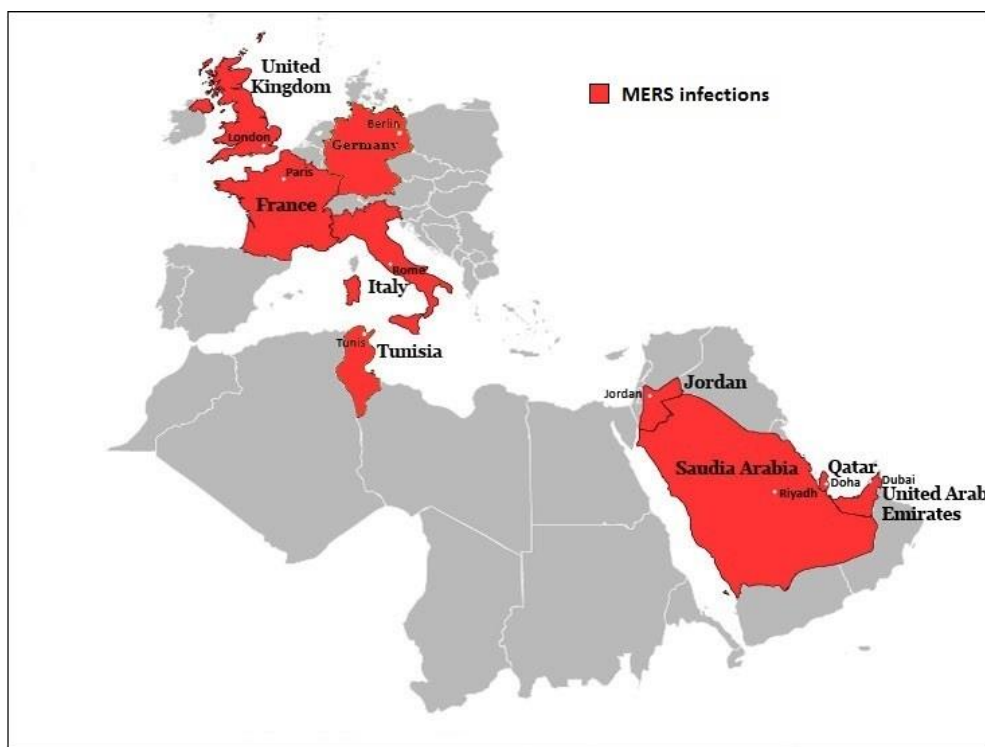 United
Kingdom
MERS infections
London
Berlin
Germany
Paris
France
Rome
Italy
Tunis
Tunisia
Jordan
Jordan
Saudia Arabia
Qatar
Doha
Dubai
Riyadh
United Arab
Emirates